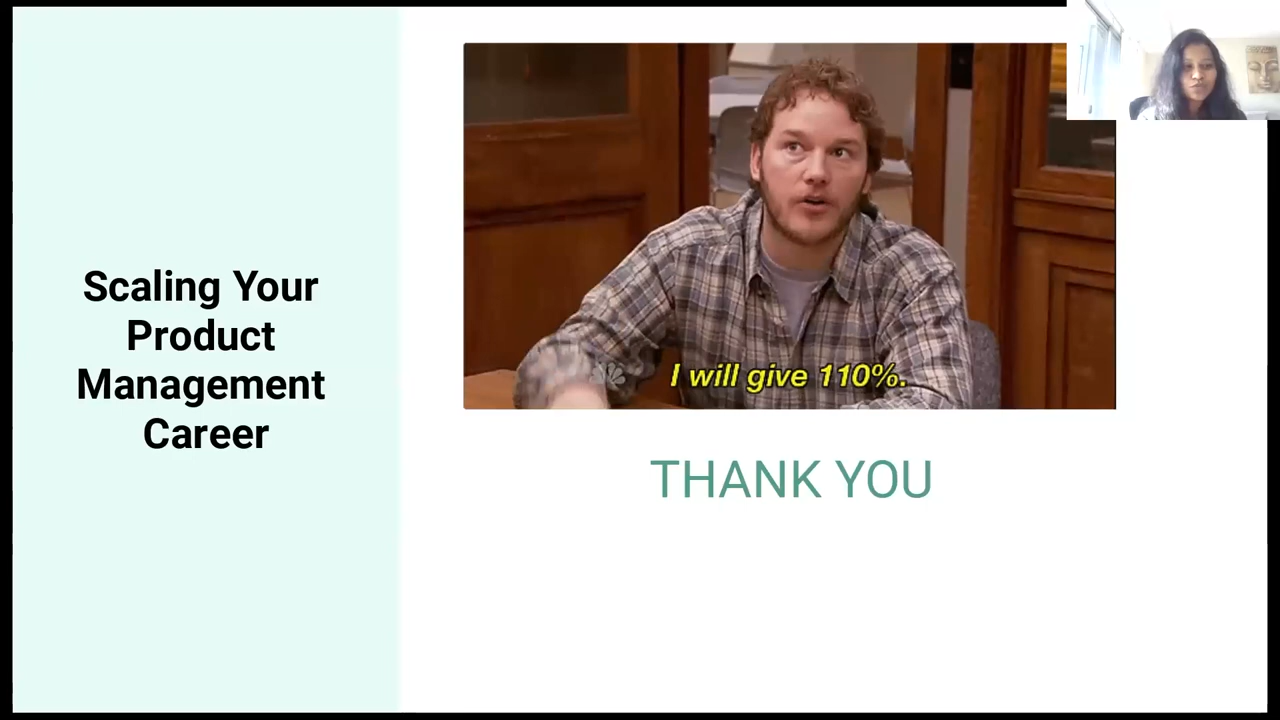 Scaling Your
Product
Management
Career
I will give 110%.
THANK YOU